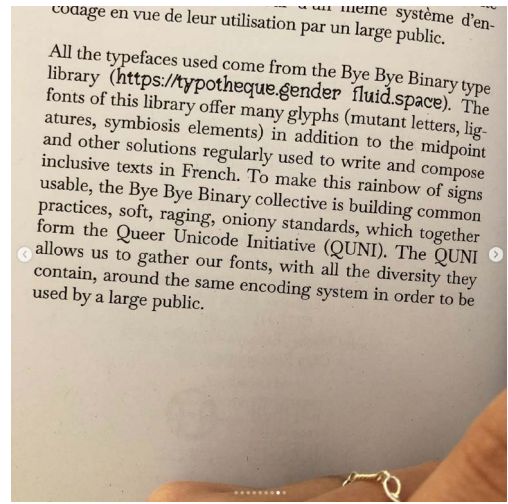 même système d'en-
codage en vue de leur utilisation par un large public.
All the typefaces used come from the Bye Bye Binary type
library (https://typotheque.gender fluid.space). The
fonts of this library offer many glyphs (mutant letters, lig-
atures, symbiosis elements) in addition to the midpoint
and other solutions regularly used to write and compose
inclusive texts in French. To make this rainbow of signs
usable, the Bye Bye Binary collective is building common
practices, soft, raging, oniony standards, which together
form the Queer Unicode Initiative (QUNI). The QUNI
allows us to gather our fonts, with all the diversity they
contain, around the same encoding system in order to be
used by a large public.